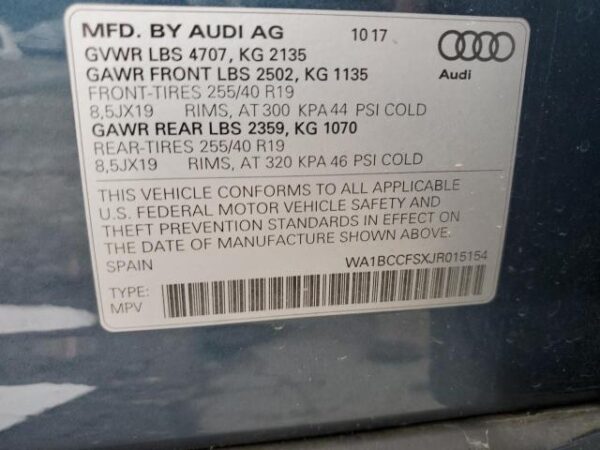 MFD. BY AUDI AG 10 17
GVWR LBS 4707, KG 2135
GAWR FRONT LBS 2502, KG 1135
FRONT-TIRES 255/40 R19
8,5JX19 RIMS, AT 300 KPA 44 PSI COLD
GAWR REAR LBS 2359, KG 1070
REAR-TIRES 255/40 R19
8,5JX19 RIMS, AT 320 KPA 46 PSI COLD
Audi
THIS VEHICLE CONFORMS TO ALL APPLICABLE
U.S. FEDERAL MOTOR VEHICLE SAFETY AND
THEFT PREVENTION STANDARDS IN EFFECT ON
THE DATE OF MANUFACTURE SHOWN ABOVE.
SPAIN WA1BCCFSXJR015154
TYPE:
MPV